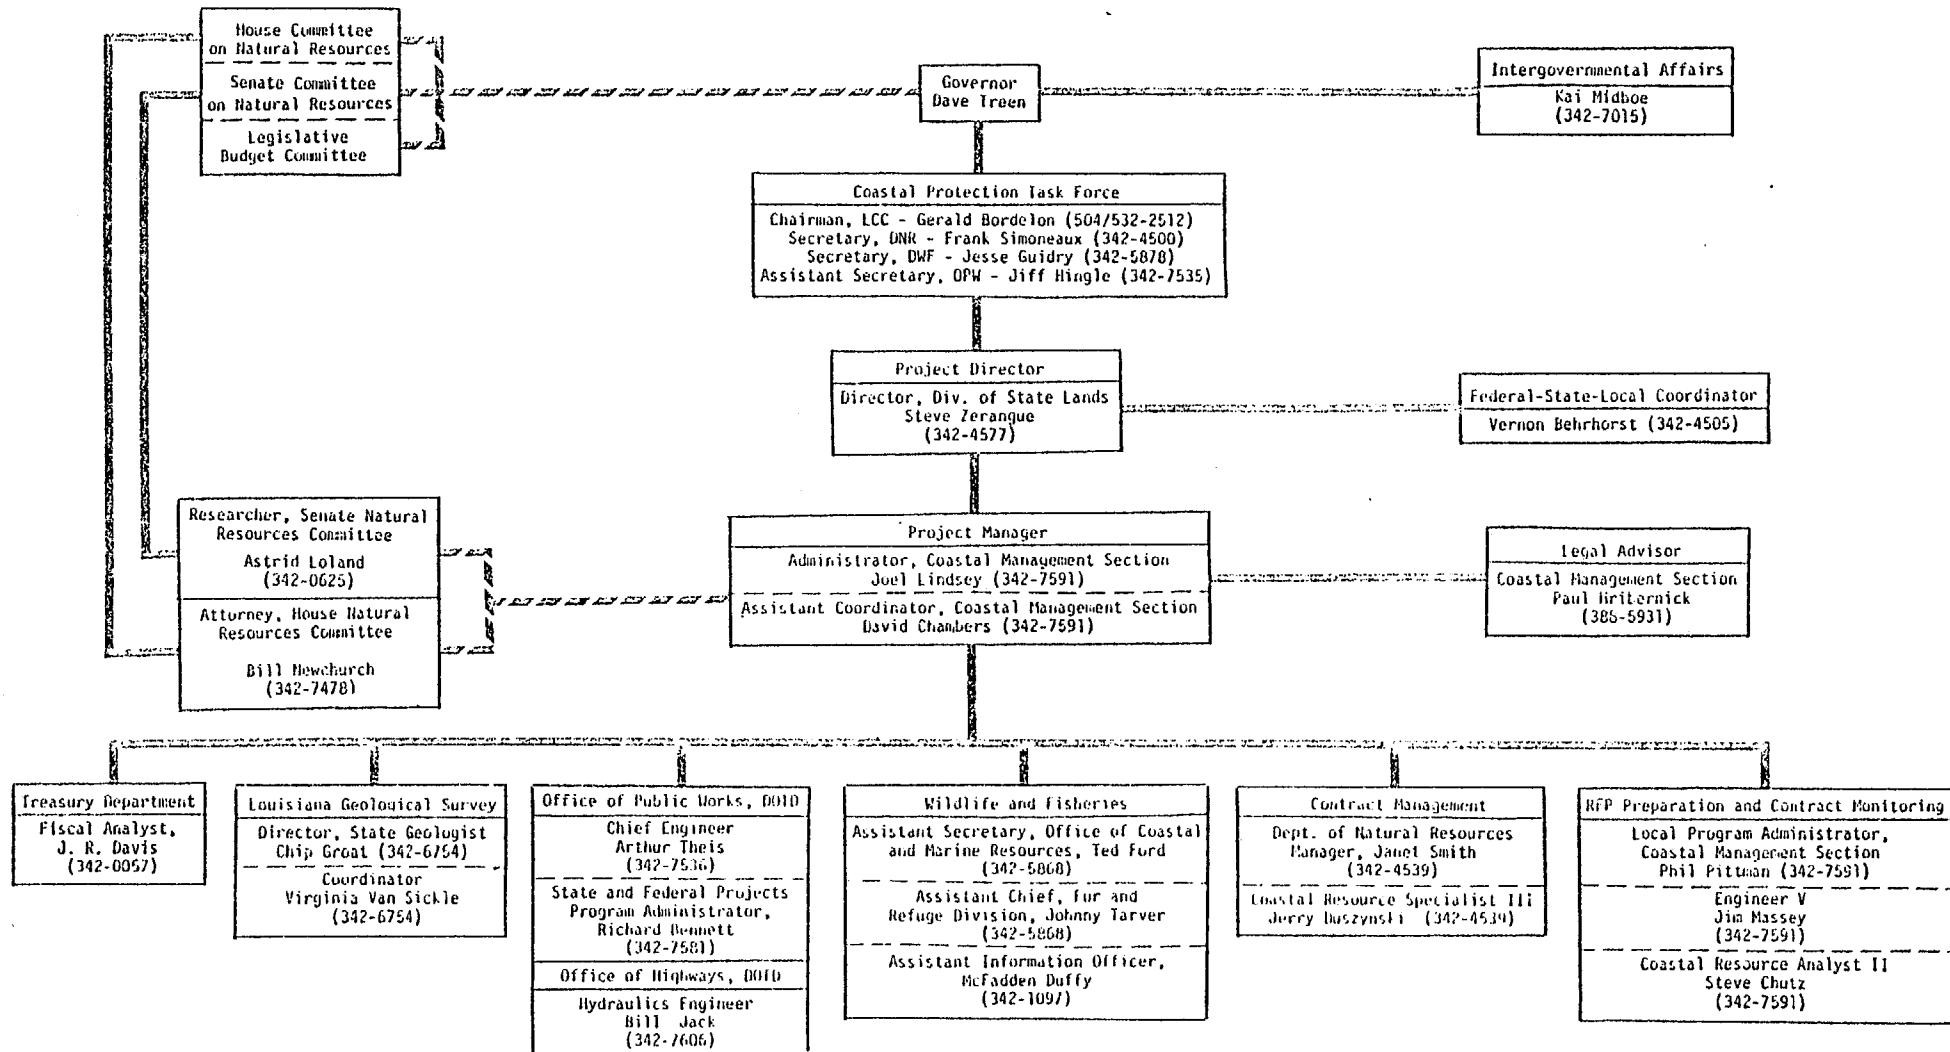 House Committee
on Natural Resources
Senate Committee
on Natural Resources
Legislative
Budget Committee
Governor
Dave Treen
Intergovernmental Affairs
Kai Midboe
(342-7015)
Coastal Protection Task Force
Chairman, LCC - Gerald Bordelon (504/532-2512)
Secretary, DNR - Frank Simoneaux (342-4500)
Secretary, DWF - Jesse Guidry (342-5878)
Assistant Secretary, OPW - Jiff Hingle (342-7535)
Project Director
Director, Div. of State Lands
Steve Zerangue
(342-4577)
Federal-State-Local Coordinator
Vernon Behrhorst (342-4505)
Researcher, Senate Natural
Resources Committee
Astrid Loland
(342-0625)
Attorney, House Natural
Resources Committee
Bill Newchurch
(342-7478)
Project Manager
Administrator, Coastal Management Section
Joel Lindsey (342-7591)
Assistant Coordinator, Coastal Management Section
David Chambers (342-7591)
Legal Advisor
Coastal Management Section
Paul
(386-5931)
Treasury Department
Fiscal Analyst,
J. R. Davis
(342-0057)
Louisiana Geological Survey
Director, State Geologist
Chip Groat (342-6754)
Coordinator
Virginia Van Sickle
(342-6754)
Office of Public Works, DOTD
Chief Engineer
Arthur Theis
(342-7536)
State and Federal Projects
Program Administrator,
Richard Bennett
(342-7581)
Office of Highways, DOTD
Hydraulics Engineer
Bill Jack
(342-7606)
Wildlife and Fisheries
Assistant Secretary, Office of Coastal
and Marine Resources, Ted Ford
(342-5868)
Assistant Chief, Fur and
Refuge Division, Johnny Tarver
(342-5868)
Assistant Information Officer,
McFadden Duffy
(342-1097)
Contract Management
Dept. of Natural Resources
Manager, Janet Smith
(342-4539)
Coastal Resource Specialist III
Jerry Duszynski (342-4539)
RFP Preparation and Contract Monitoring
Local Program Administrator,
Coastal Management Section
Phil Pittman (342-7591)
Engineer V
Jim Massey
(342-7591)
Coastal Resource Analyst II
Steve Chutz
(342-7591)